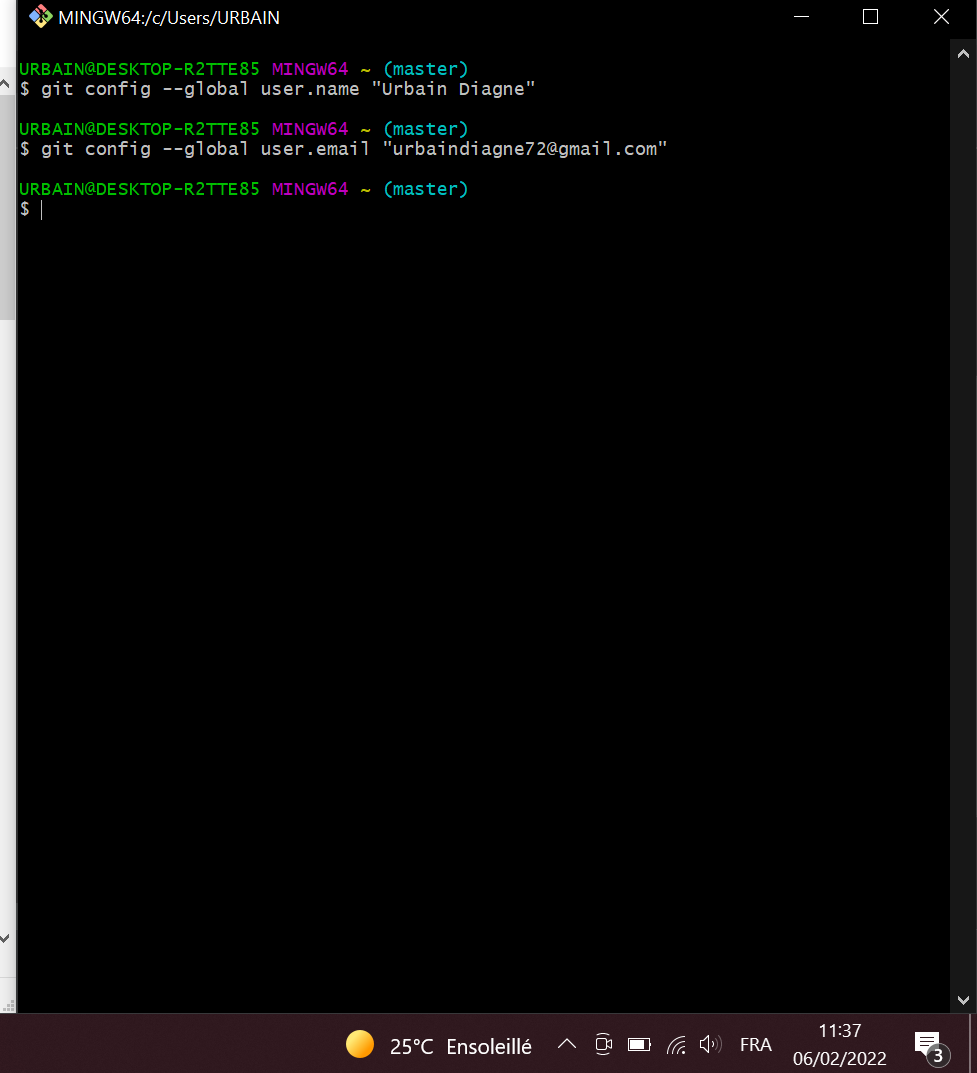 MINGW64:/c/Users/URBAIN
URBAIN@DESKTOP-R2TTE85 MINGW64 ~ (master)
$ git config --global user.name "Urbain Diagne"
URBAIN@DESKTOP-R2TTE85 MINGW64 ~ (master)
$ git config --global user.email "urbaindiagne72@gmail.com"
URBAIN@DESKTOP-R2TTE85 MINGW64 ~ (master)
$
25°C Ensoleillé FRA 11:37
06/02/2022
3